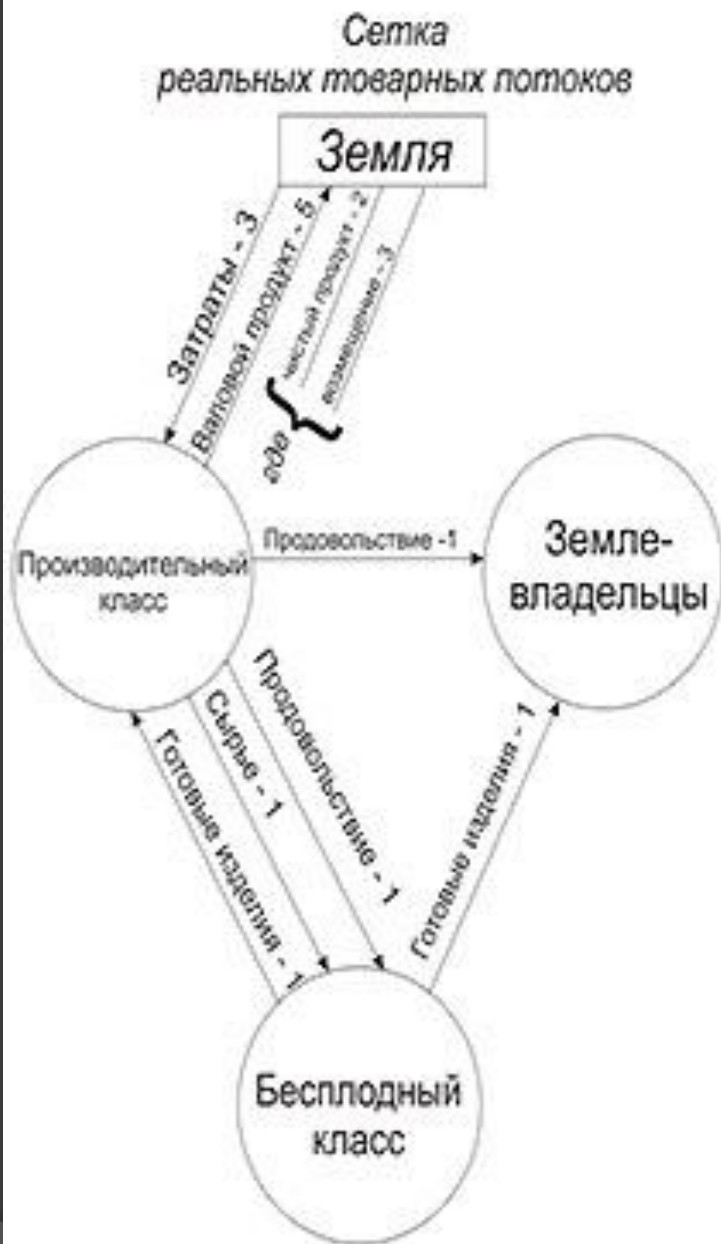 Сетка
реальных товарных потоков
Земля
Затраты - 3
Валовой продукт - 5
чистый продукт - 2
возмещение - 3
где
Производительный
класс
Продовольствие -1
Земле-
владельцы
Готовые изделия - 1
Сырье - 1
Продовольствие - 1
Готовые изделия - 1
Бесплодный
класс